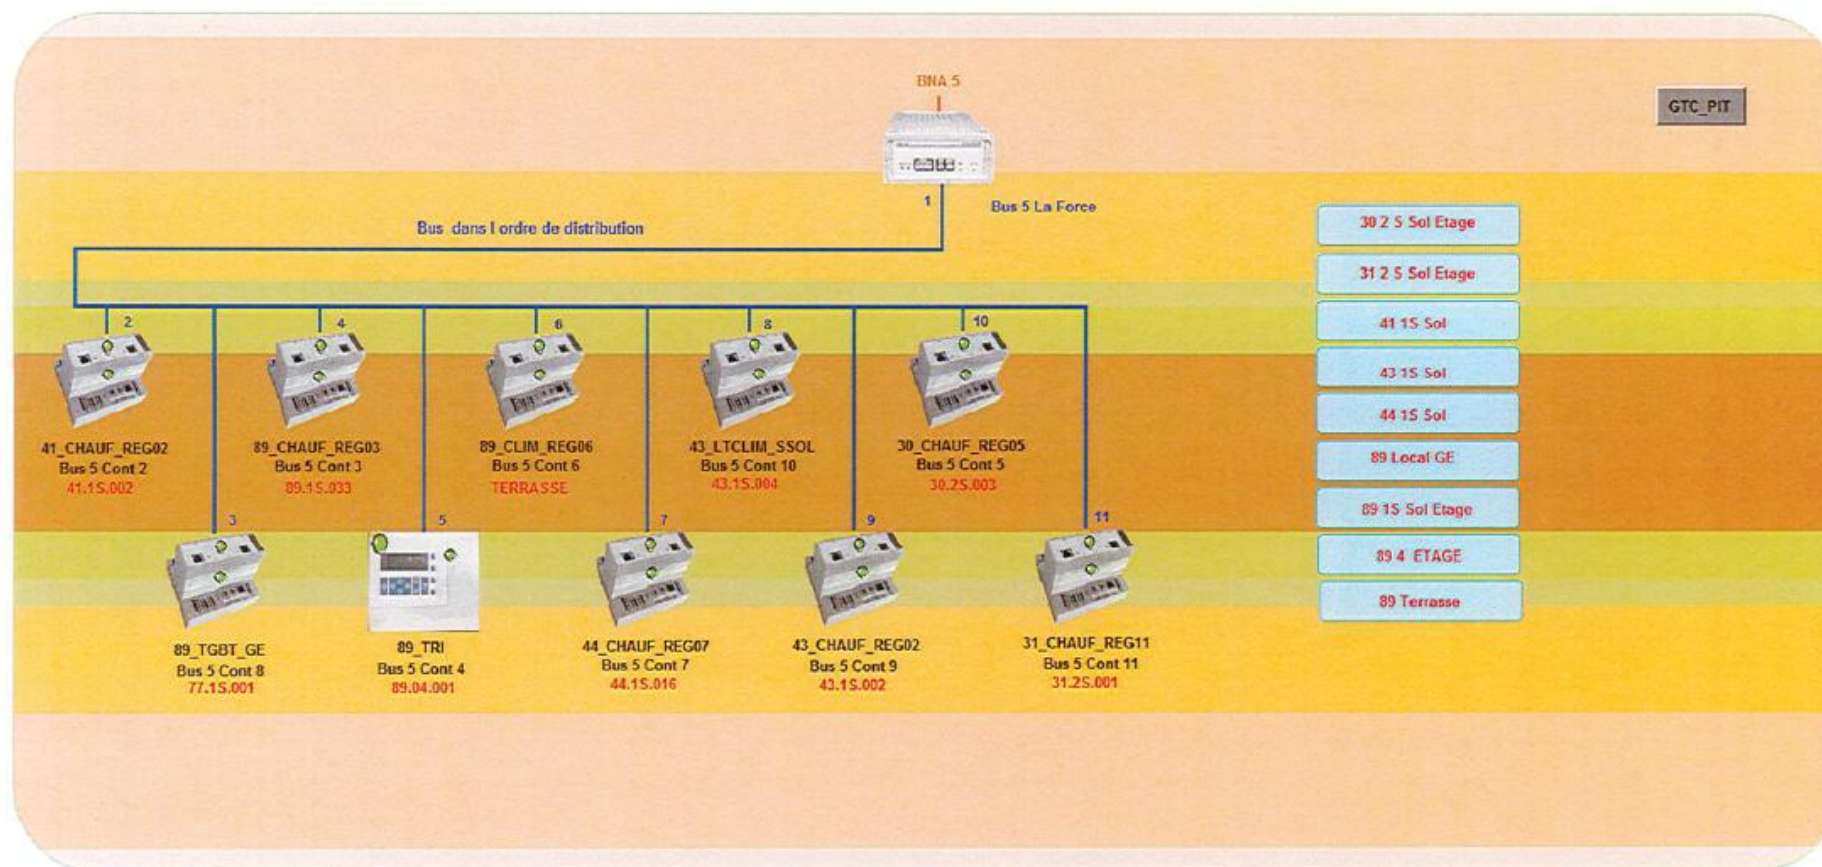 BNA 5
GTC_PIT
1
Bus 5 La Force
Bus dans l ordre de distribution
30 2 S Sol Etage
31 2 S Sol Etage
41 1S Sol
43 1S Sol
44 1S Sol
89 Local GE
89 1S Sol Etage
89 4 ETAGE
89 Terrasse
2
4
6
8
10
41_CHAUF_REG02
Bus 5 Cont 2
41.1S.002
89_CHAUF_REG03
Bus 5 Cont 3
89.1S.033
89_CLIM_REG06
Bus 5 Cont 6
TERRASSE
43_LTCLIM_SSOL
Bus 5 Cont 10
43.1S.004
30_CHAUF_REG05
Bus 5 Cont 5
30.2S.003
3
5
7
9
11
89_TGBT_GE
Bus 5 Cont 8
77.1S.001
89_TRI
Bus 5 Cont 4
89.04.001
44_CHAUF_REG07
Bus 5 Cont 7
44.1S.016
43_CHAUF_REG02
Bus 5 Cont 9
43.1S.002
31_CHAUF_REG11
Bus 5 Cont 11
31.2S.001